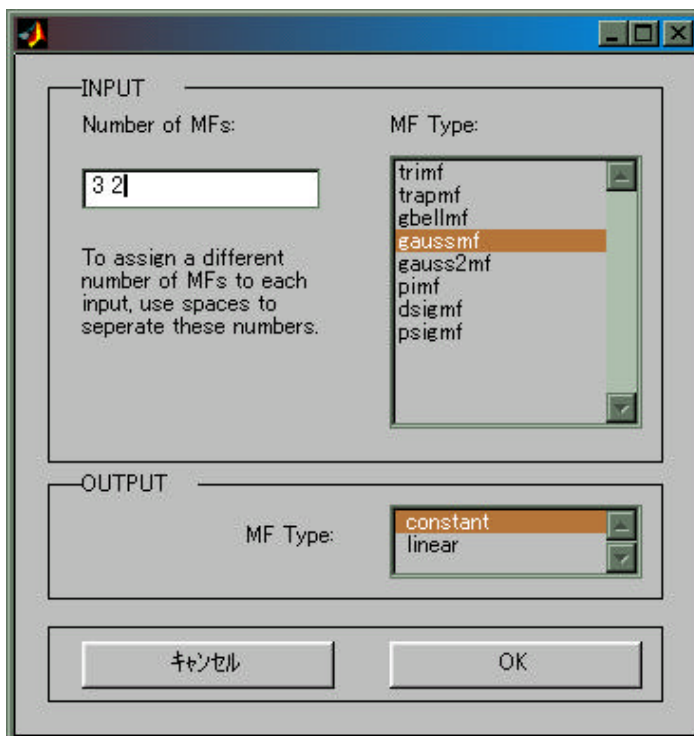 INPUT
Number of MFs:
3 2
To assign a different
number of MFs to each
input, use spaces to
seperate these numbers.
MF Type:
trimf
trapmf
gbellmf
gaussmf
gauss2mf
pimf
dsigmf
psigmf
OUTPUT
MF Type:
constant
linear
キャンセル
OK